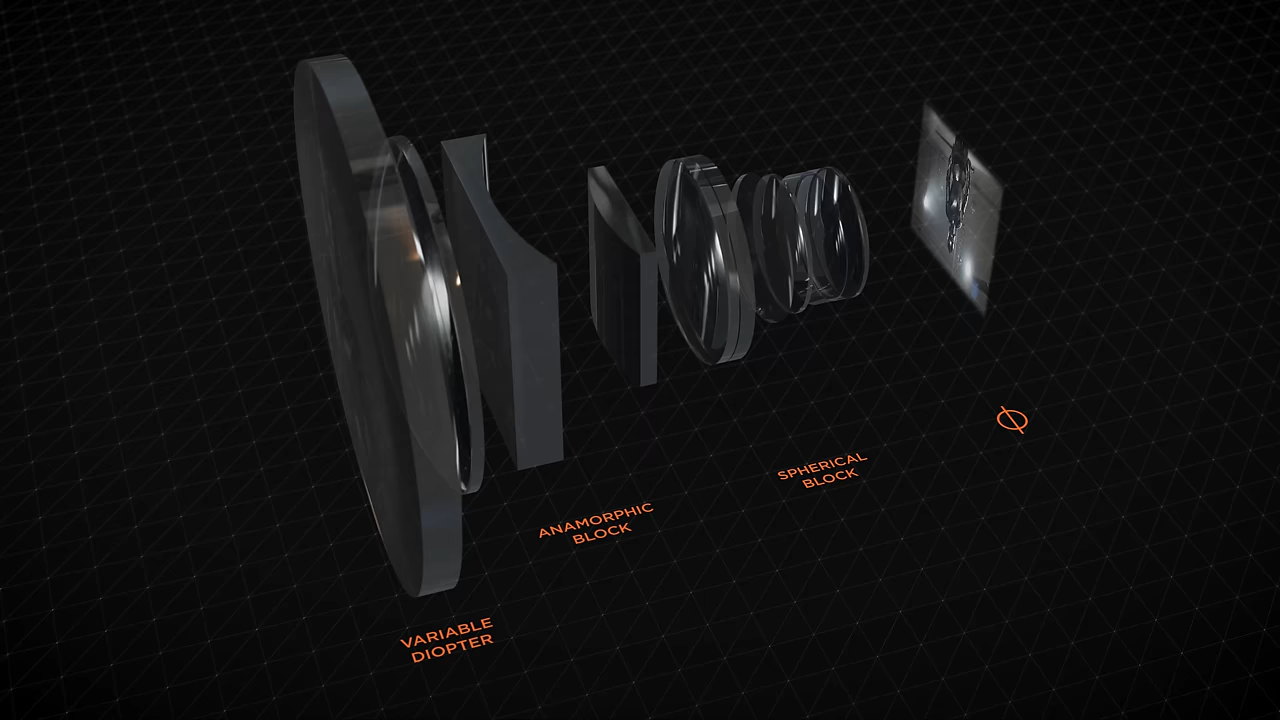 VARIABLE
DIOPTER
ANAMORPHIC
BLOCK
SPHERICAL
BLOCK